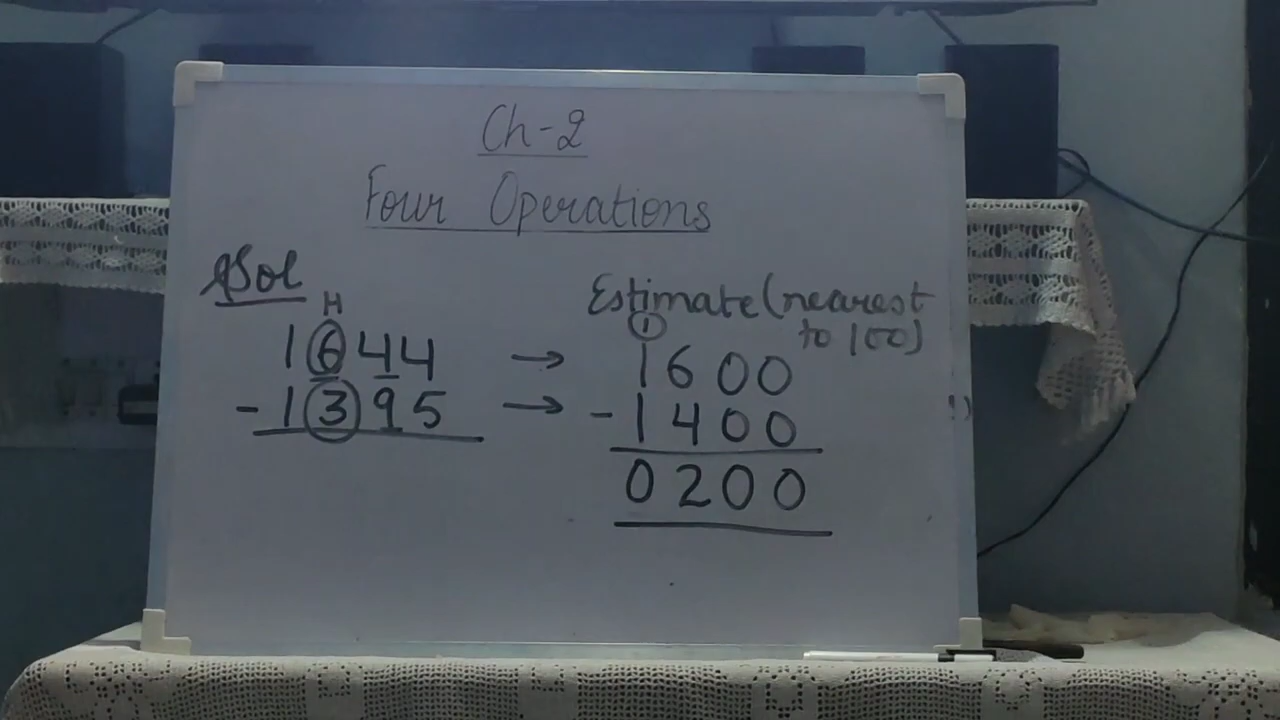 Ch-2
Four Operations
Sol
H
1644
-1395
Estimate (nearest
to 100)
1
→ 1600
→ -1400
0200